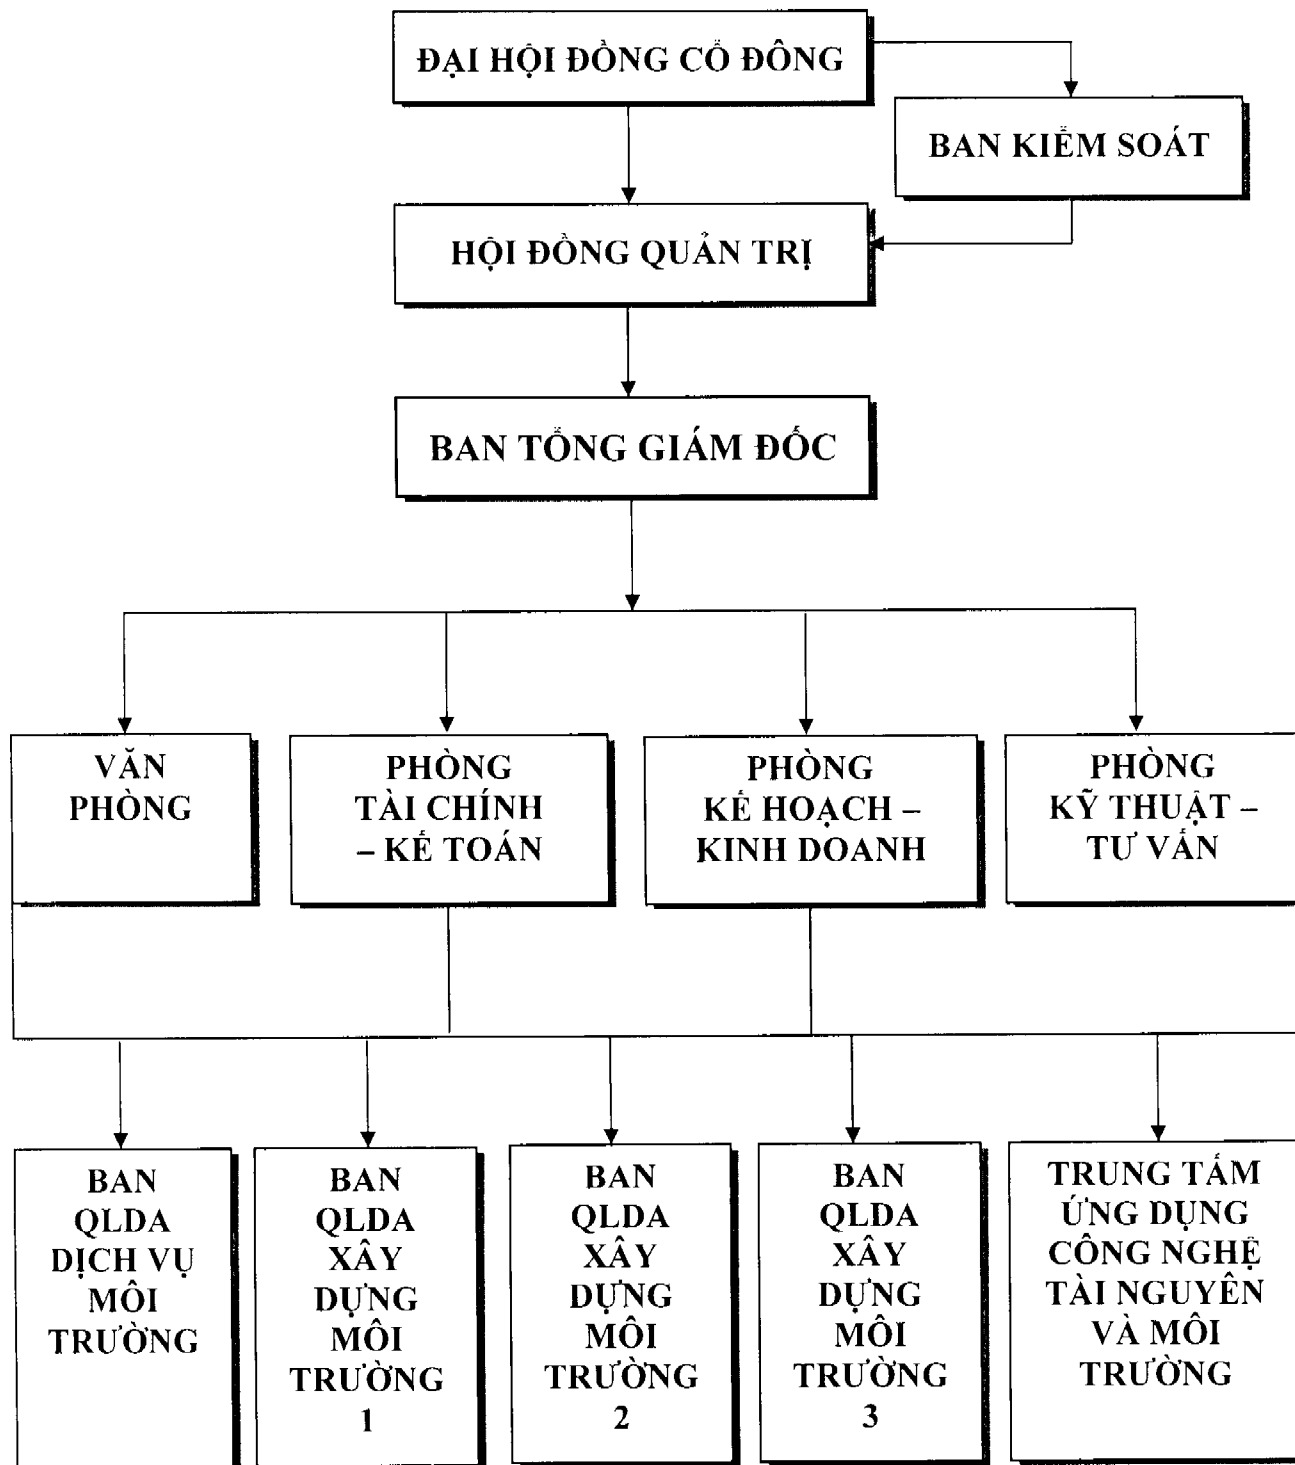 ĐẠI HỘI ĐỒNG CỔ ĐÔNG
BAN KIỂM SOÁT
HỘI ĐỒNG QUẢN TRỊ
BAN TỔNG GIÁM ĐỐC
VĂN
PHÒNG
PHÒNG
TÀI CHÍNH
– KẾ TOÁN
PHÒNG
KẾ HOẠCH –
KINH DOANH
PHÒNG
KỸ THUẬT –
TƯ VẤN
BAN
QLDA
DỊCH VỤ
MÔI
TRƯỜNG
BAN
QLDA
XÂY
DỰNG
MÔI
TRƯỜNG
1
BAN
QLDA
XÂY
DỰNG
MÔI
TRƯỜNG
2
BAN
QLDA
XÂY
DỰNG
MÔI
TRƯỜNG
3
TRUNG TÂM
ỨNG DỤNG
CÔNG NGHỆ
TÀI NGUYÊN
VÀ MÔI
TRƯỜNG